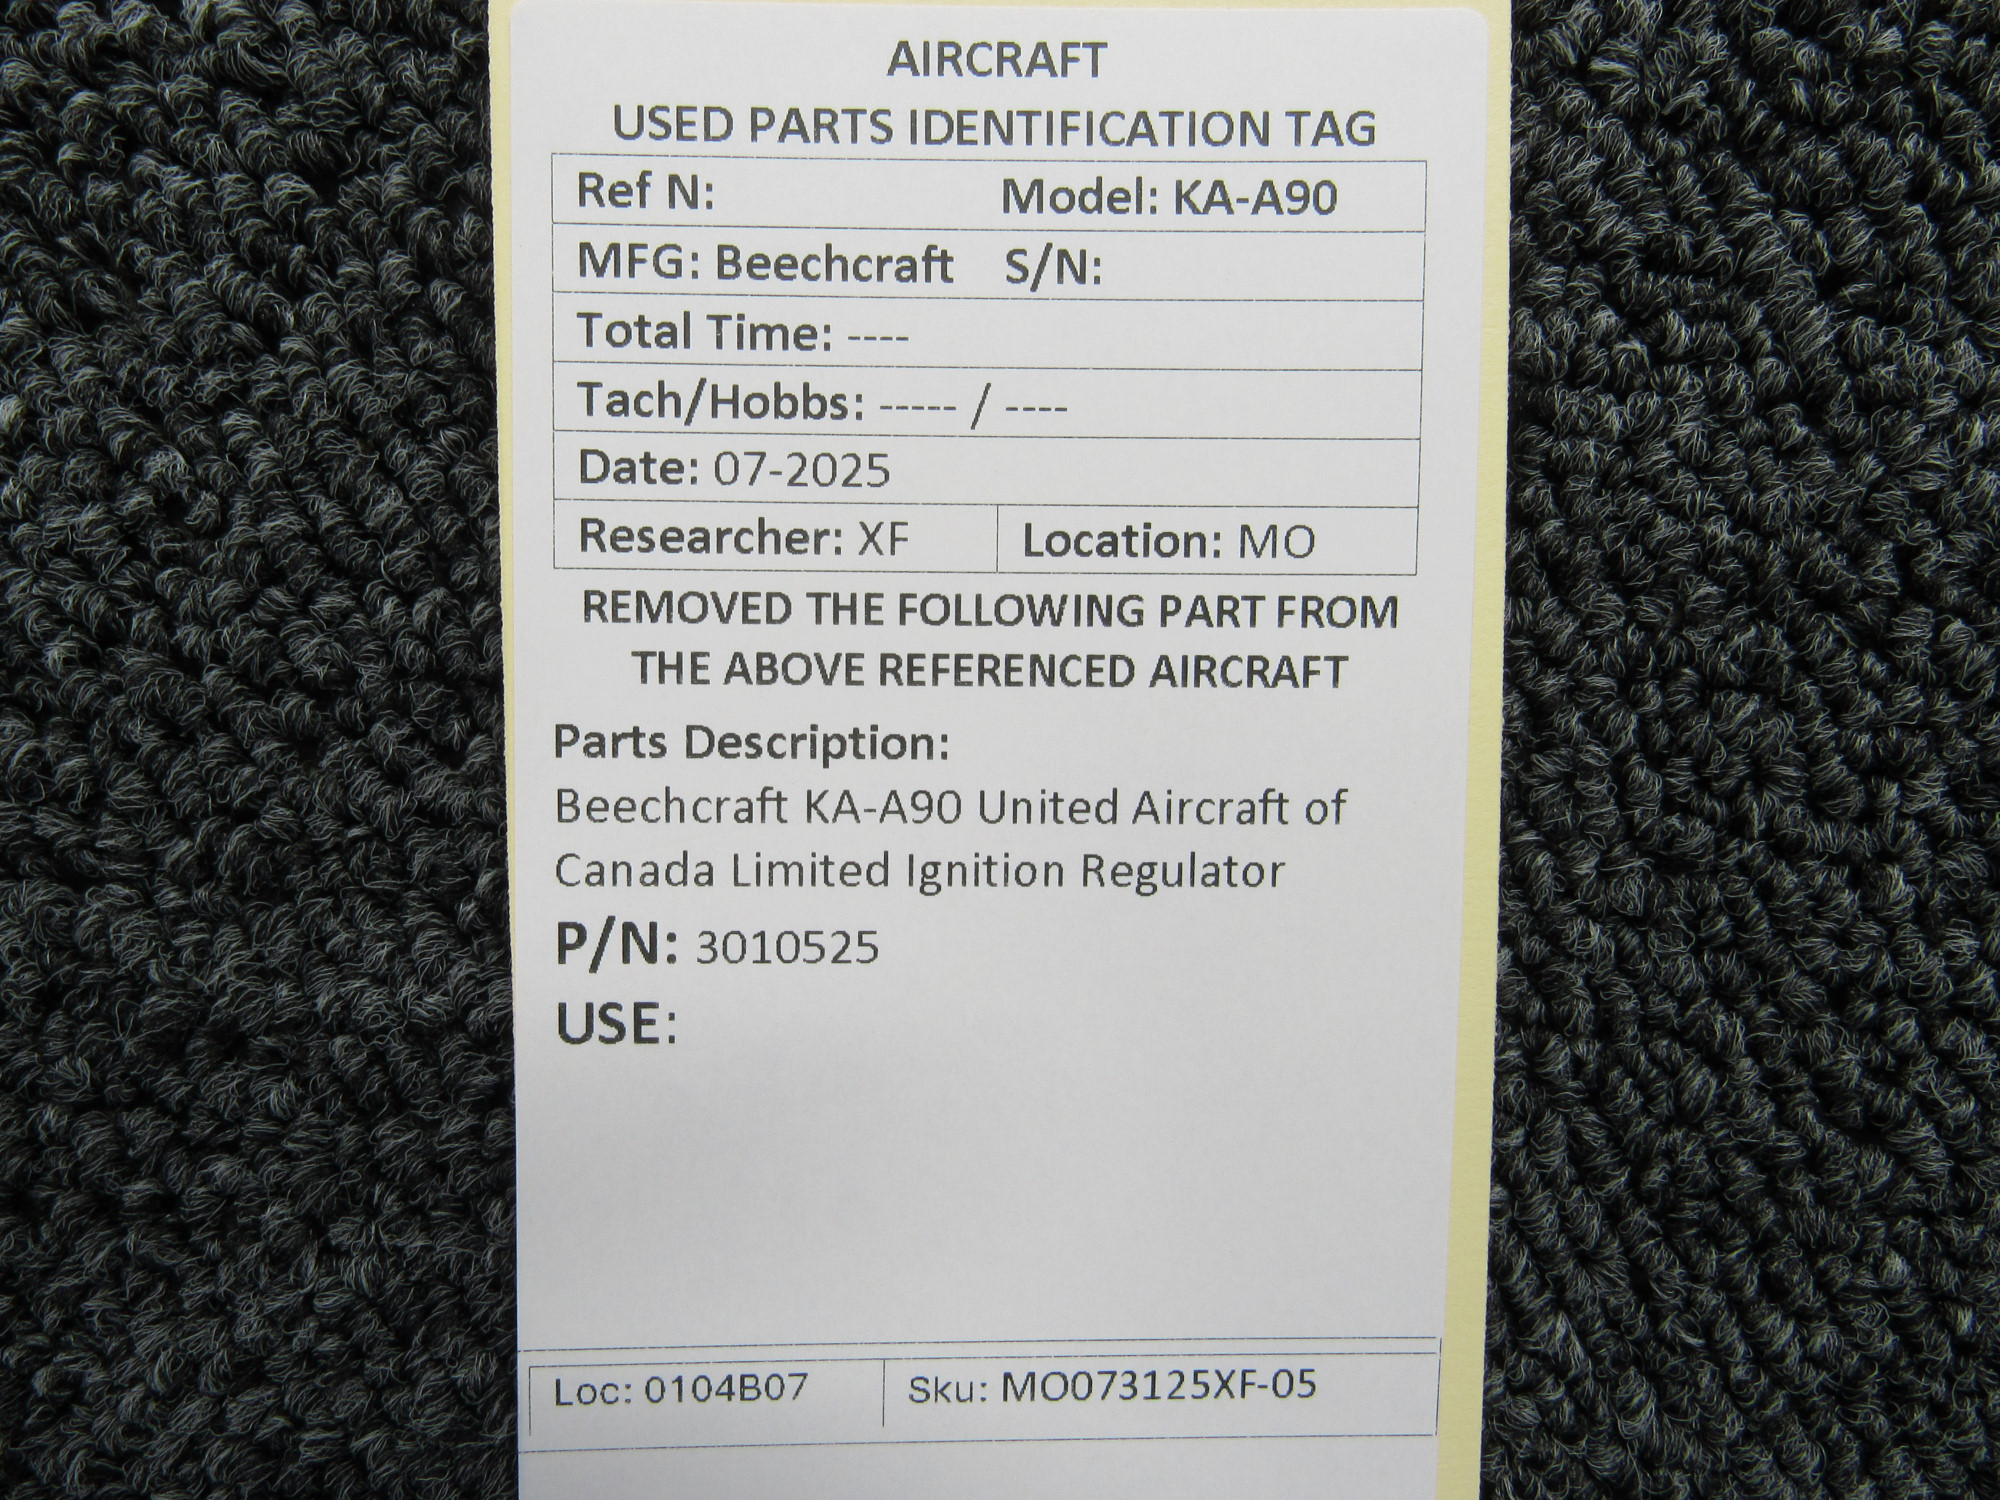 AIRCRAFT
USED PARTS IDENTIFICATION TAG
Ref N: Model: KA-A90
MFG: Beechcraft S/N:
Total Time: ----
Tach/Hobbs: ----- / ----
Date: 07-2025
Researcher: XF Location: MO
REMOVED THE FOLLOWING PART FROM
THE ABOVE REFERENCED AIRCRAFT
Parts Description:
Beechcraft KA-A90 United Aircraft of
Canada Limited Ignition Regulator
P/N: 3010525
USE:
Loc: 0104B07 Sku: MO073125XF-05